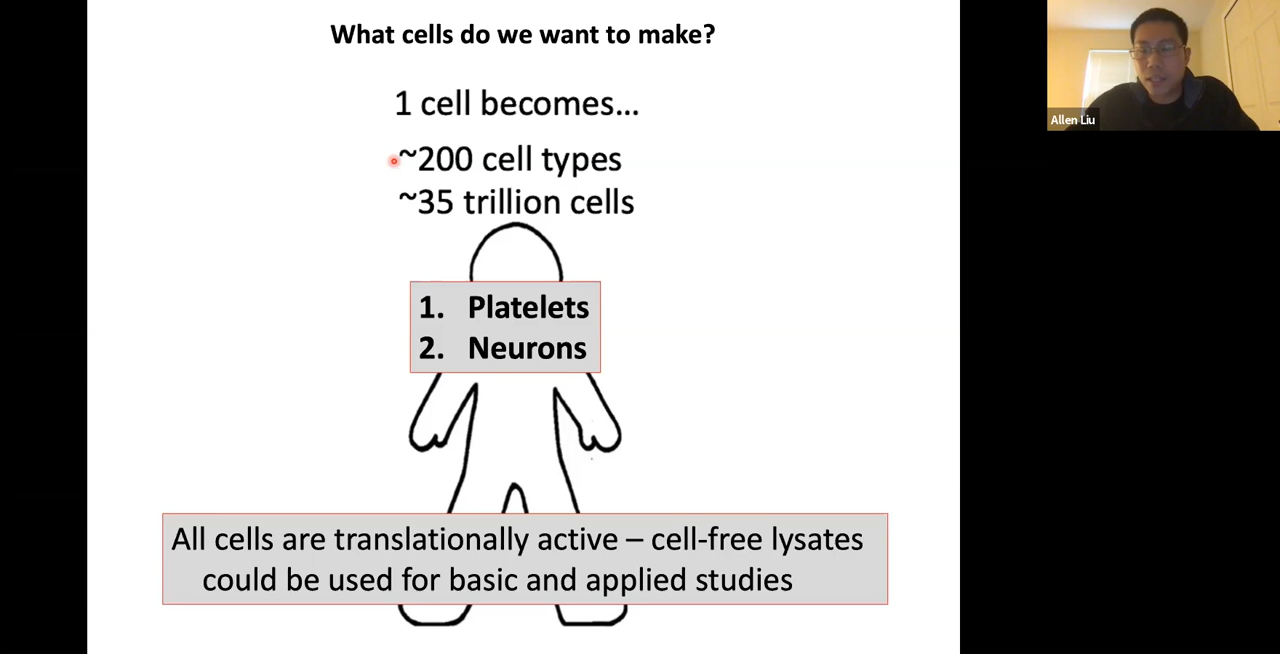 What cells do we want to make?
1 cell becomes...
~200 cell types
~35 trillion cells
1. Platelets
2. Neurons
All cells are translationally active – cell-free lysates
could be used for basic and applied studies
Allen Liu